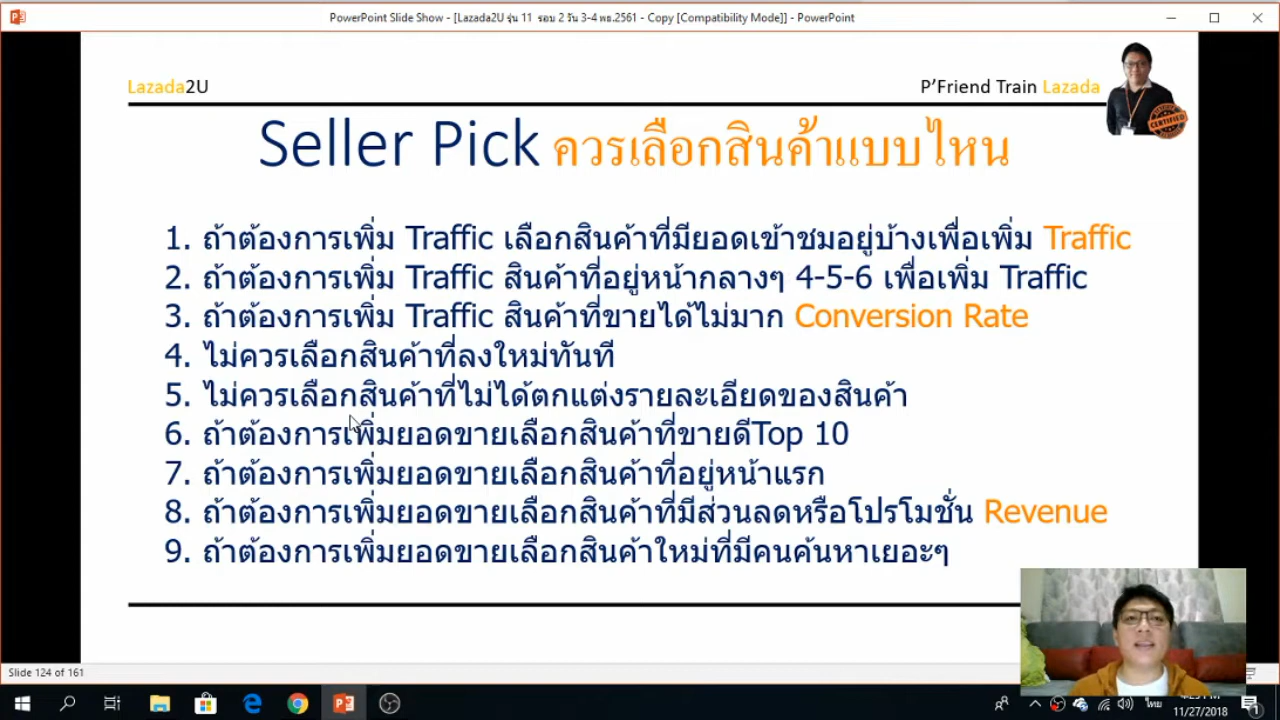 PowerPoint Slide Show - [Lazada2U รุ่น 11 รอบ 2 วัน 3-4 พย.2561 - Copy [Compatibility Mode]] - PowerPoint
Lazada2U
P'Friend Train Lazada
CERTIFIED
Seller Pick ควรเลือกสินค้าแบบไหน
1. ถ้าต้องการเพิ่ม Traffic เลือกสินค้าที่มียอดเข้าชมอยู่บ้างเพื่อเพิ่ม Traffic
2. ถ้าต้องการเพิ่ม Traffic สินค้าที่อยู่หน้ากลางๆ 4-5-6 เพื่อเพิ่ม Traffic
3. ถ้าต้องการเพิ่ม Traffic สินค้าที่ขายได้ไม่มาก Conversion Rate
4. ไม่ควรเลือกสินค้าที่ลงใหม่ทันที
5. ไม่ควรเลือกสินค้าที่ไม่ได้ตกแต่งรายละเอียดของสินค้า
6. ถ้าต้องการเพิ่มยอดขายเลือกสินค้าที่ขายดีTop 10
7. ถ้าต้องการเพิ่มยอดขายเลือกสินค้าที่อยู่หน้าแรก
8. ถ้าต้องการเพิ่มยอดขายเลือกสินค้าที่มีส่วนลดหรือโปรโมชั่น Revenue
9. ถ้าต้องการเพิ่มยอดขายเลือกสินค้าใหม่ที่มีคนค้นหาเยอะๆ
Slide 124 of 161
ไทย
11/27/2018